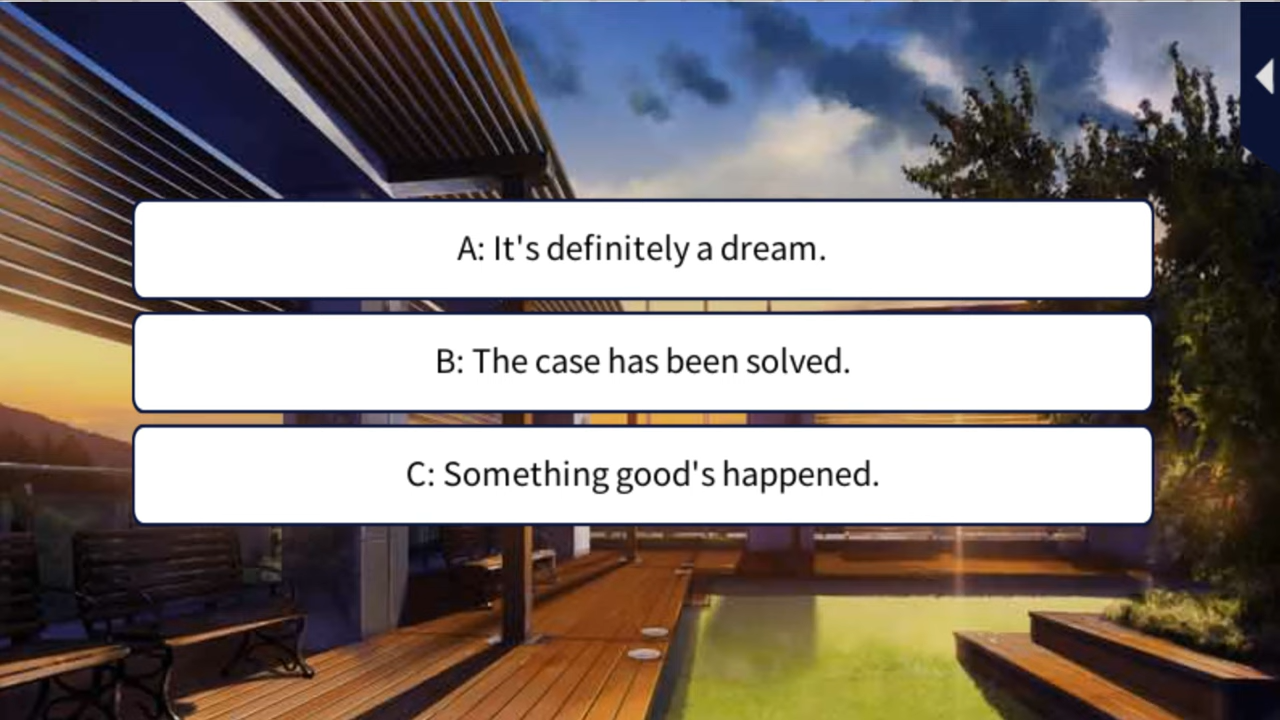 A: It's definitely a dream.
B: The case has been solved.
C: Something good's happened.